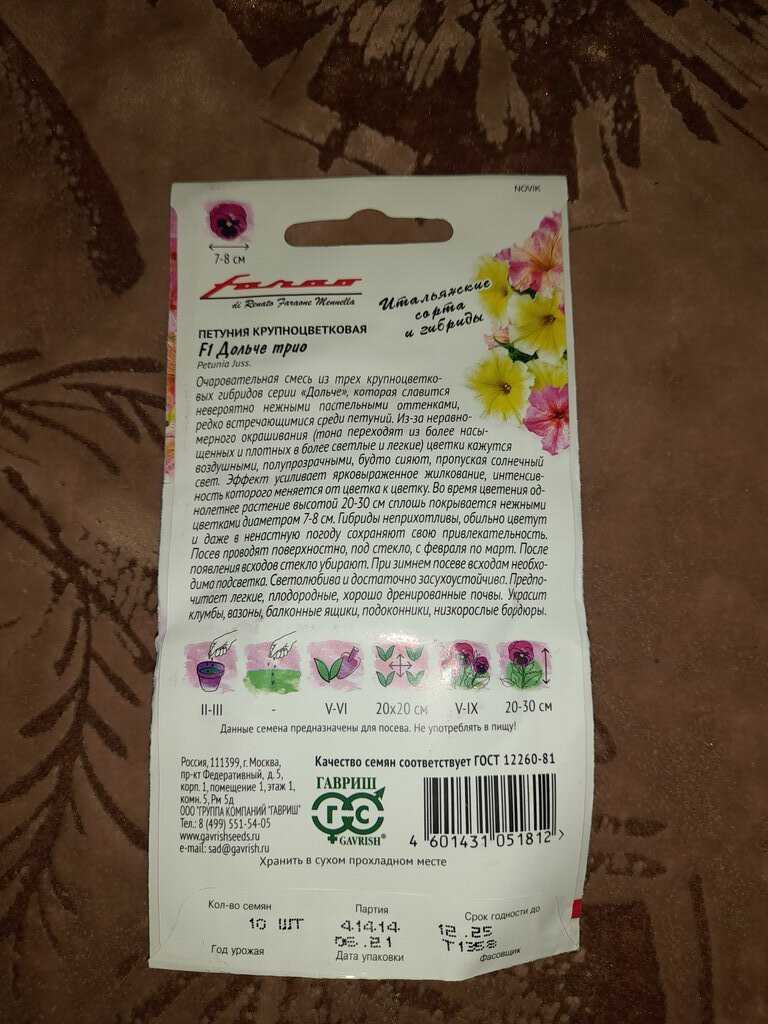 NOVIK
7-8 см
farao
di Renato Faraone Mennella
Итальянские
сорта
и гибриды
ПЕТУНИЯ КРУПНОЦВЕТКОВАЯ
F1 Дольче трио
Petunia Juss.
Очаровательная смесь из трех крупноцветко-
вых гибридов серии «Дольче», которая славится
невероятно нежными пастельными оттенками,
редко встречающимися среди петуний. Из-за неравно-
мерного окрашивания (тона переходят из более насы-
щенных и плотных в более светлые и легкие) цветки кажутся
воздушными, полупрозрачными, будто сияют, пропуская солнечный
свет. Эффект усиливает ярковыраженное жилкование, интенсив-
ность которого меняется от цветка к цветку. Во время цветения од-
нолетнее растение высотой 20-30 см сплошь покрывается нежными
цветками диаметром 7-8 см. Гибриды неприхотливы, обильно цветут
и даже в ненастную погоду сохраняют свою привлекательность.
Посев проводят поверхностно, под стекло, с февраля по март. После
появления всходов стекло убирают. При зимнем посеве всходам необхо-
дима подсветка. Светолюбива и достаточно засухоустойчива. Предпо-
читает легкие, плодородные, хорошо дренированные почвы. Украсит
клумбы, вазоны, балконные ящики, подоконники, низкорослые бордюры.
II-III - V-VI 20x20 см V-IX 20-30 см
Данные семена предназначены для посева. Не употреблять в пищу!
Россия, 111399, г. Москва,
пр-кт Федеративный, д. 5,
корп. 1, помещение 1, этаж 1,
комн. 5, Рм 5д
ООО "ГРУППА КОМПАНИЙ "ГАВРИШ"
Тел.: 8 (499) 551-54-05
www.gavrishseeds.ru
e-mail: sad@gavrish.ru
Качество семян соответствует ГОСТ 12260-81
ГАВРИШ
Г-С
GAVRISH®
4 601431 051812 >
Хранить в сухом прохладном месте
Кол-во семян
10 ШТ
Год урожая
Партия
41414
08.21
Дата упаковки
Срок годности до
12.25
Т1358
Фасовщик